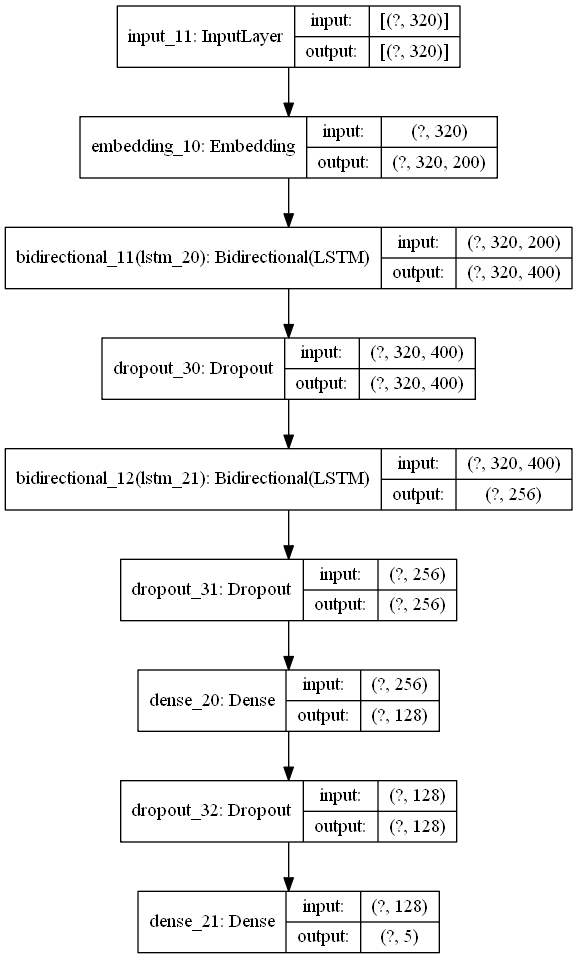 input_11: InputLayer
input:
[(?, 320)]
output:
[(?, 320)]
embedding_10: Embedding
input:
(?, 320)
output:
(?, 320, 200)
bidirectional_11(lstm_20): Bidirectional(LSTM)
input:
(?, 320, 200)
output:
(?, 320, 400)
dropout_30: Dropout
input:
(?, 320, 400)
output:
(?, 320, 400)
bidirectional_12(lstm_21): Bidirectional(LSTM)
input:
(?, 320, 400)
output:
(?, 256)
dropout_31: Dropout
input:
(?, 256)
output:
(?, 256)
dense_20: Dense
input:
(?, 256)
output:
(?, 128)
dropout_32: Dropout
input:
(?, 128)
output:
(?, 128)
dense_21: Dense
input:
(?, 128)
output:
(?, 5)